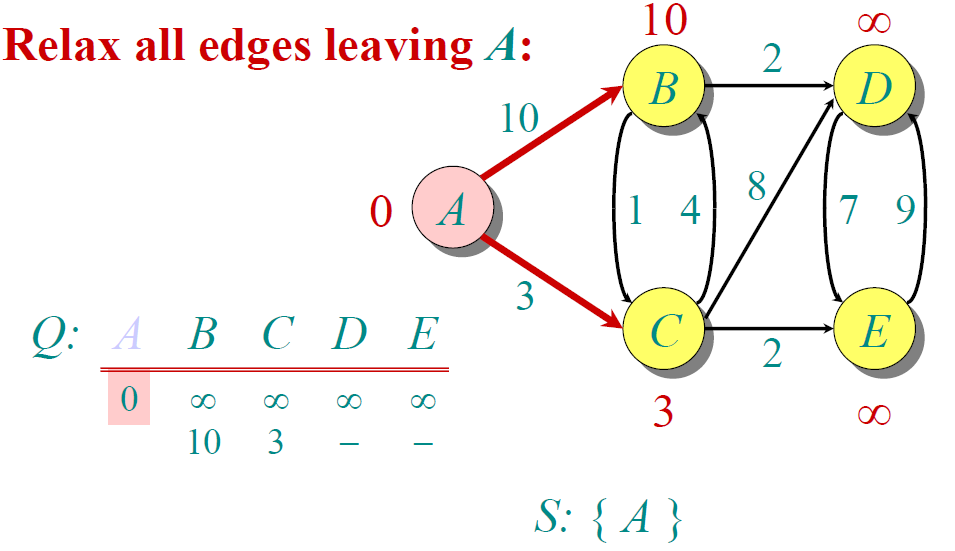 10 ∞
Relax all edges leaving A:
2
B D
10
8
0 A 1 4 7 9
3
Q: A B C D E
C E
2
0 ∞ ∞ ∞ ∞
3 ∞
10 3 – –
S: { A }